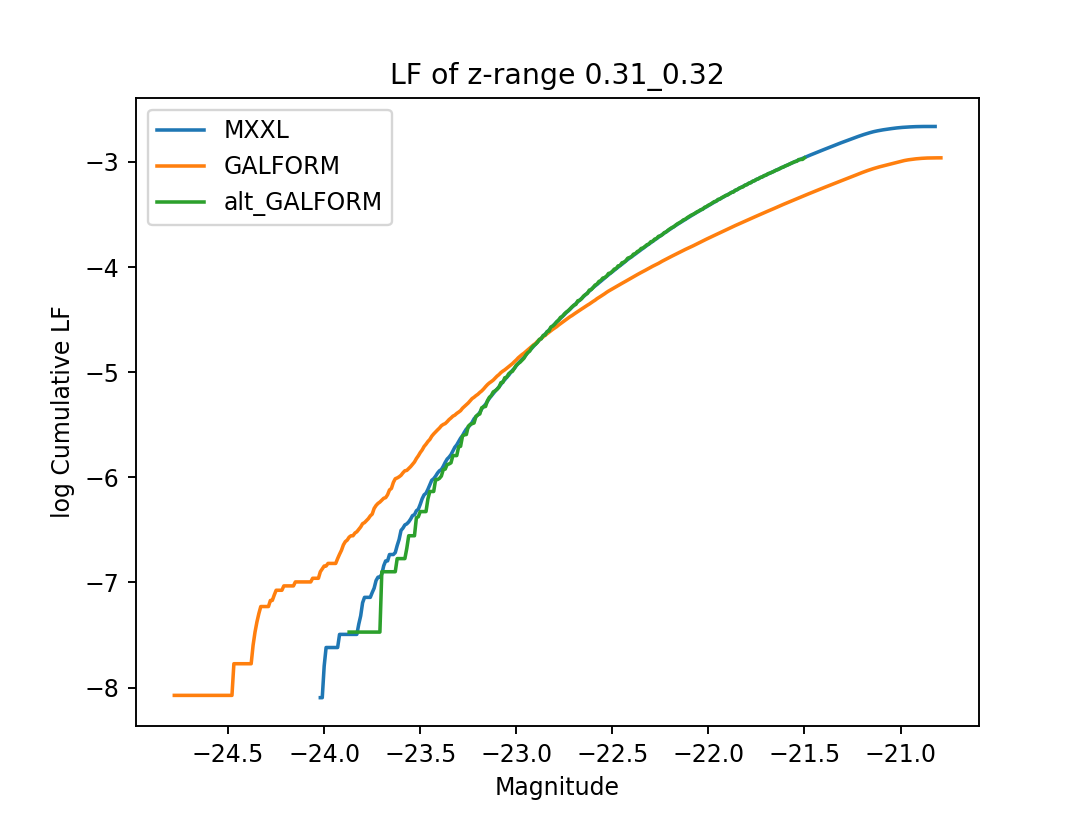 LF of z-range 0.31_0.32
MXXL
GALFORM
alt_GALFORM
log Cumulative LF
−3
−4
−5
−6
−7
−8
−24.5 −24.0 −23.5 −23.0 −22.5 −22.0 −21.5 −21.0
Magnitude